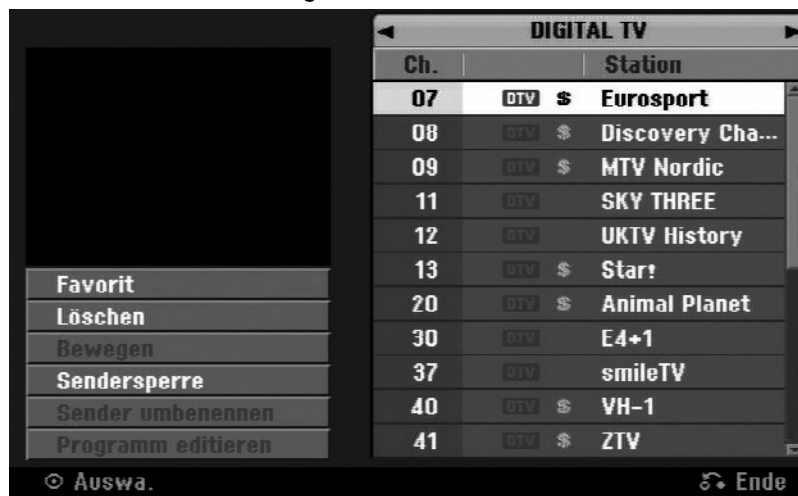 ◄ DIGITAL TV ►
Ch. Station
07 DTV $ Eurosport
08 DTV $ Discovery Cha...
09 DTV $ MTV Nordic
11 DTV SKY THREE
12 DTV UKTV History
13 DTV $ Star!
20 DTV $ Animal Planet
30 DTV E4+1
37 DTV smileTV
40 DTV $ VH-1
41 DTV $ ZTV
Favorit
Löschen
Bewegen
Sendersperre
Sender umbenennen
Programm editieren
Auswa.
Ende